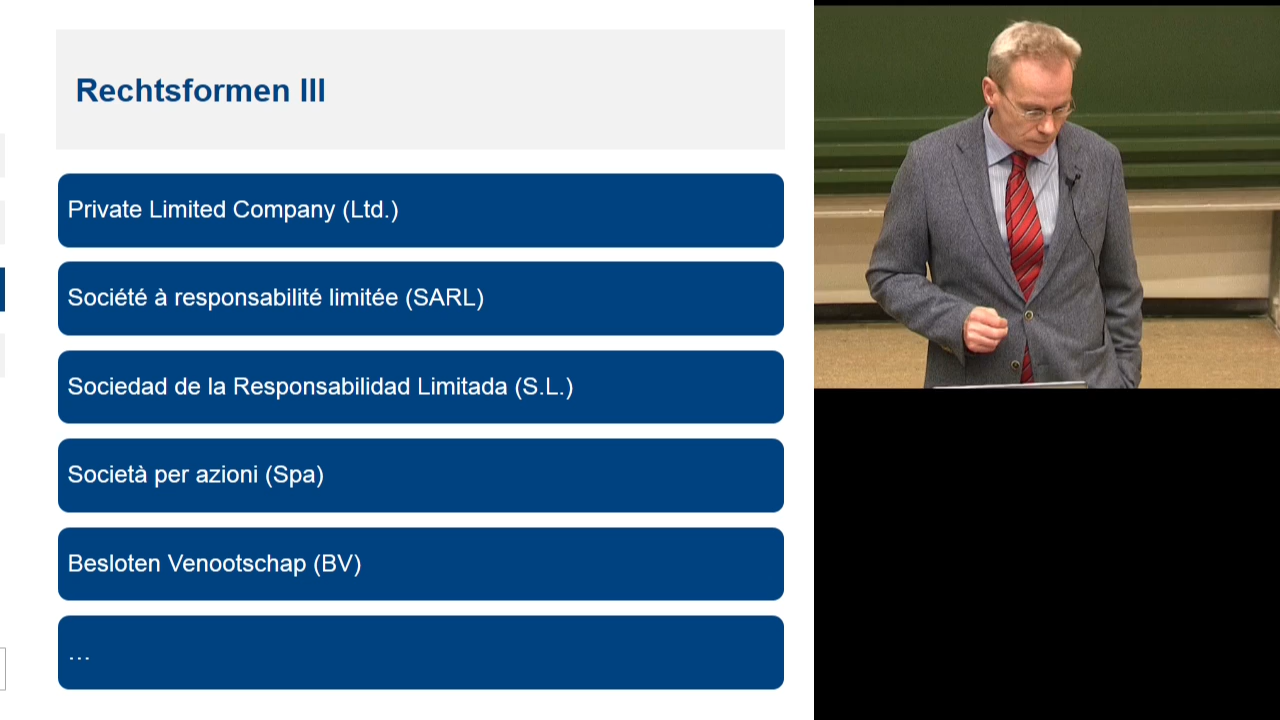 Rechtsformen III
Private Limited Company (Ltd.)
Société à responsabilité limitée (SARL)
Sociedad de la Responsabilidad Limitada (S.L.)
Società per azioni (Spa)
Besloten Venootschap (BV)
...